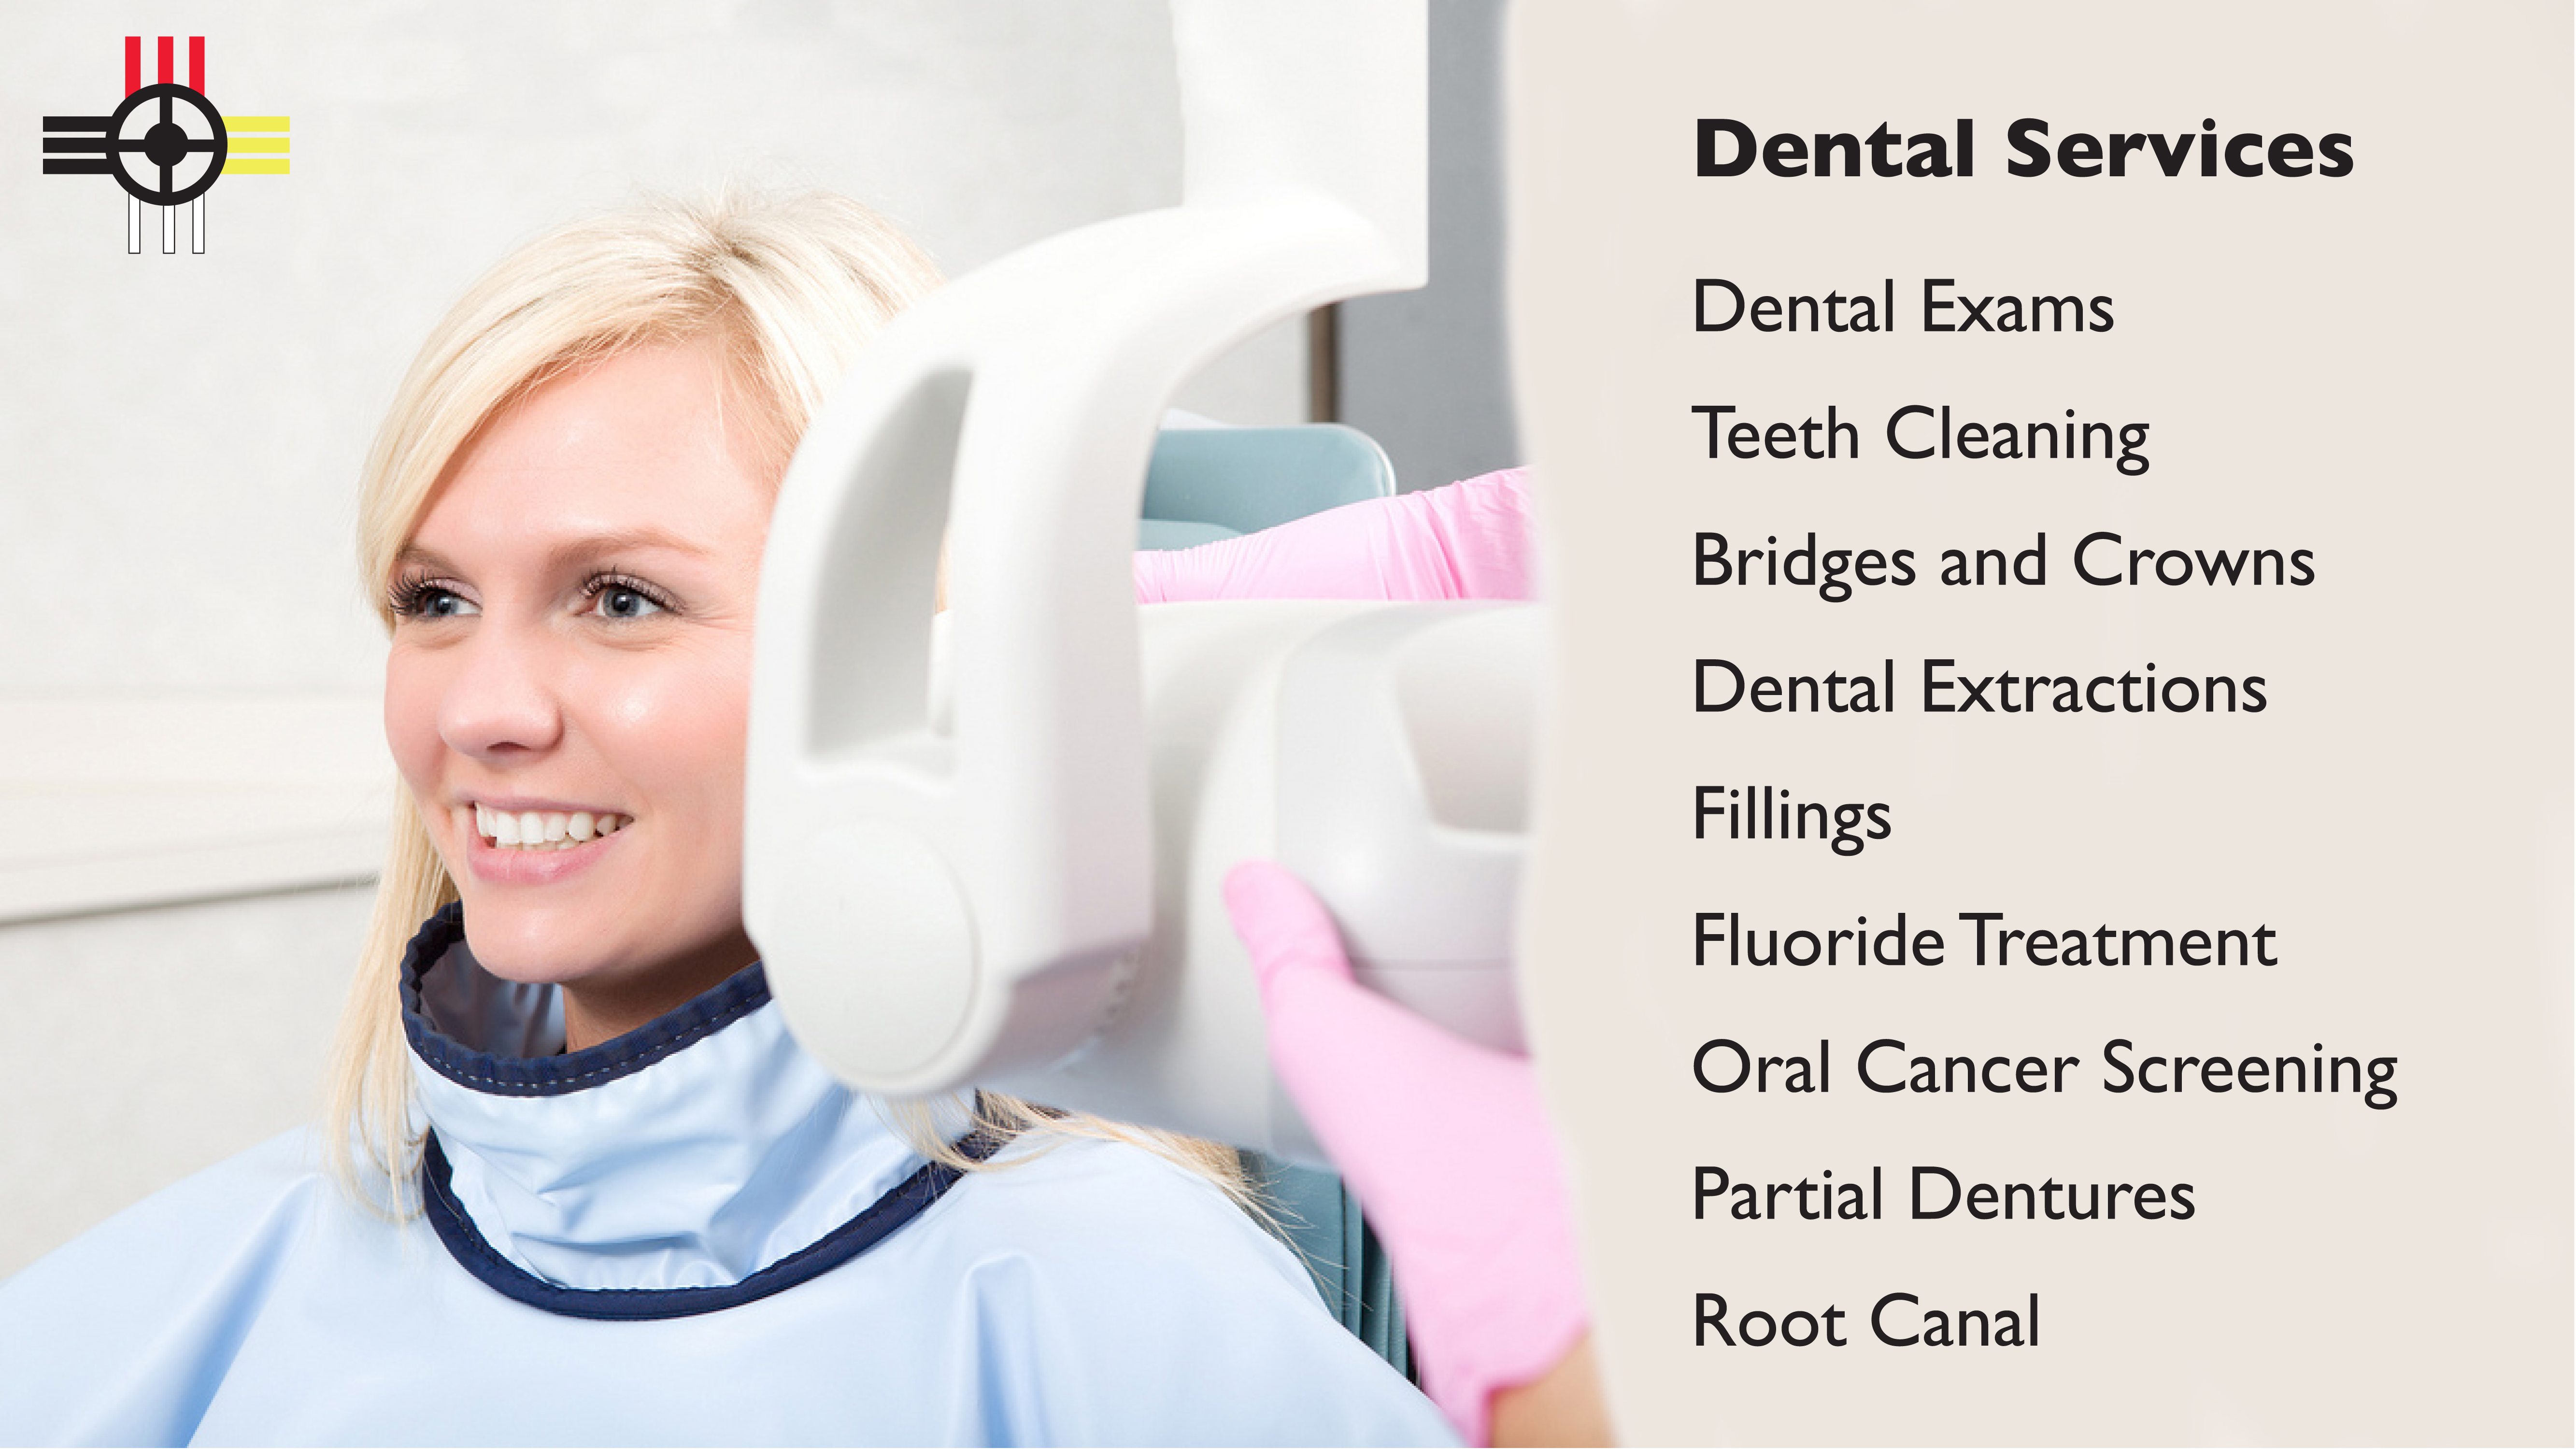 Dental Services
Dental Exams
Teeth Cleaning
Bridges and Crowns
Dental Extractions
Fillings
Fluoride Treatment
Oral Cancer Screening
Partial Dentures
Root Canal